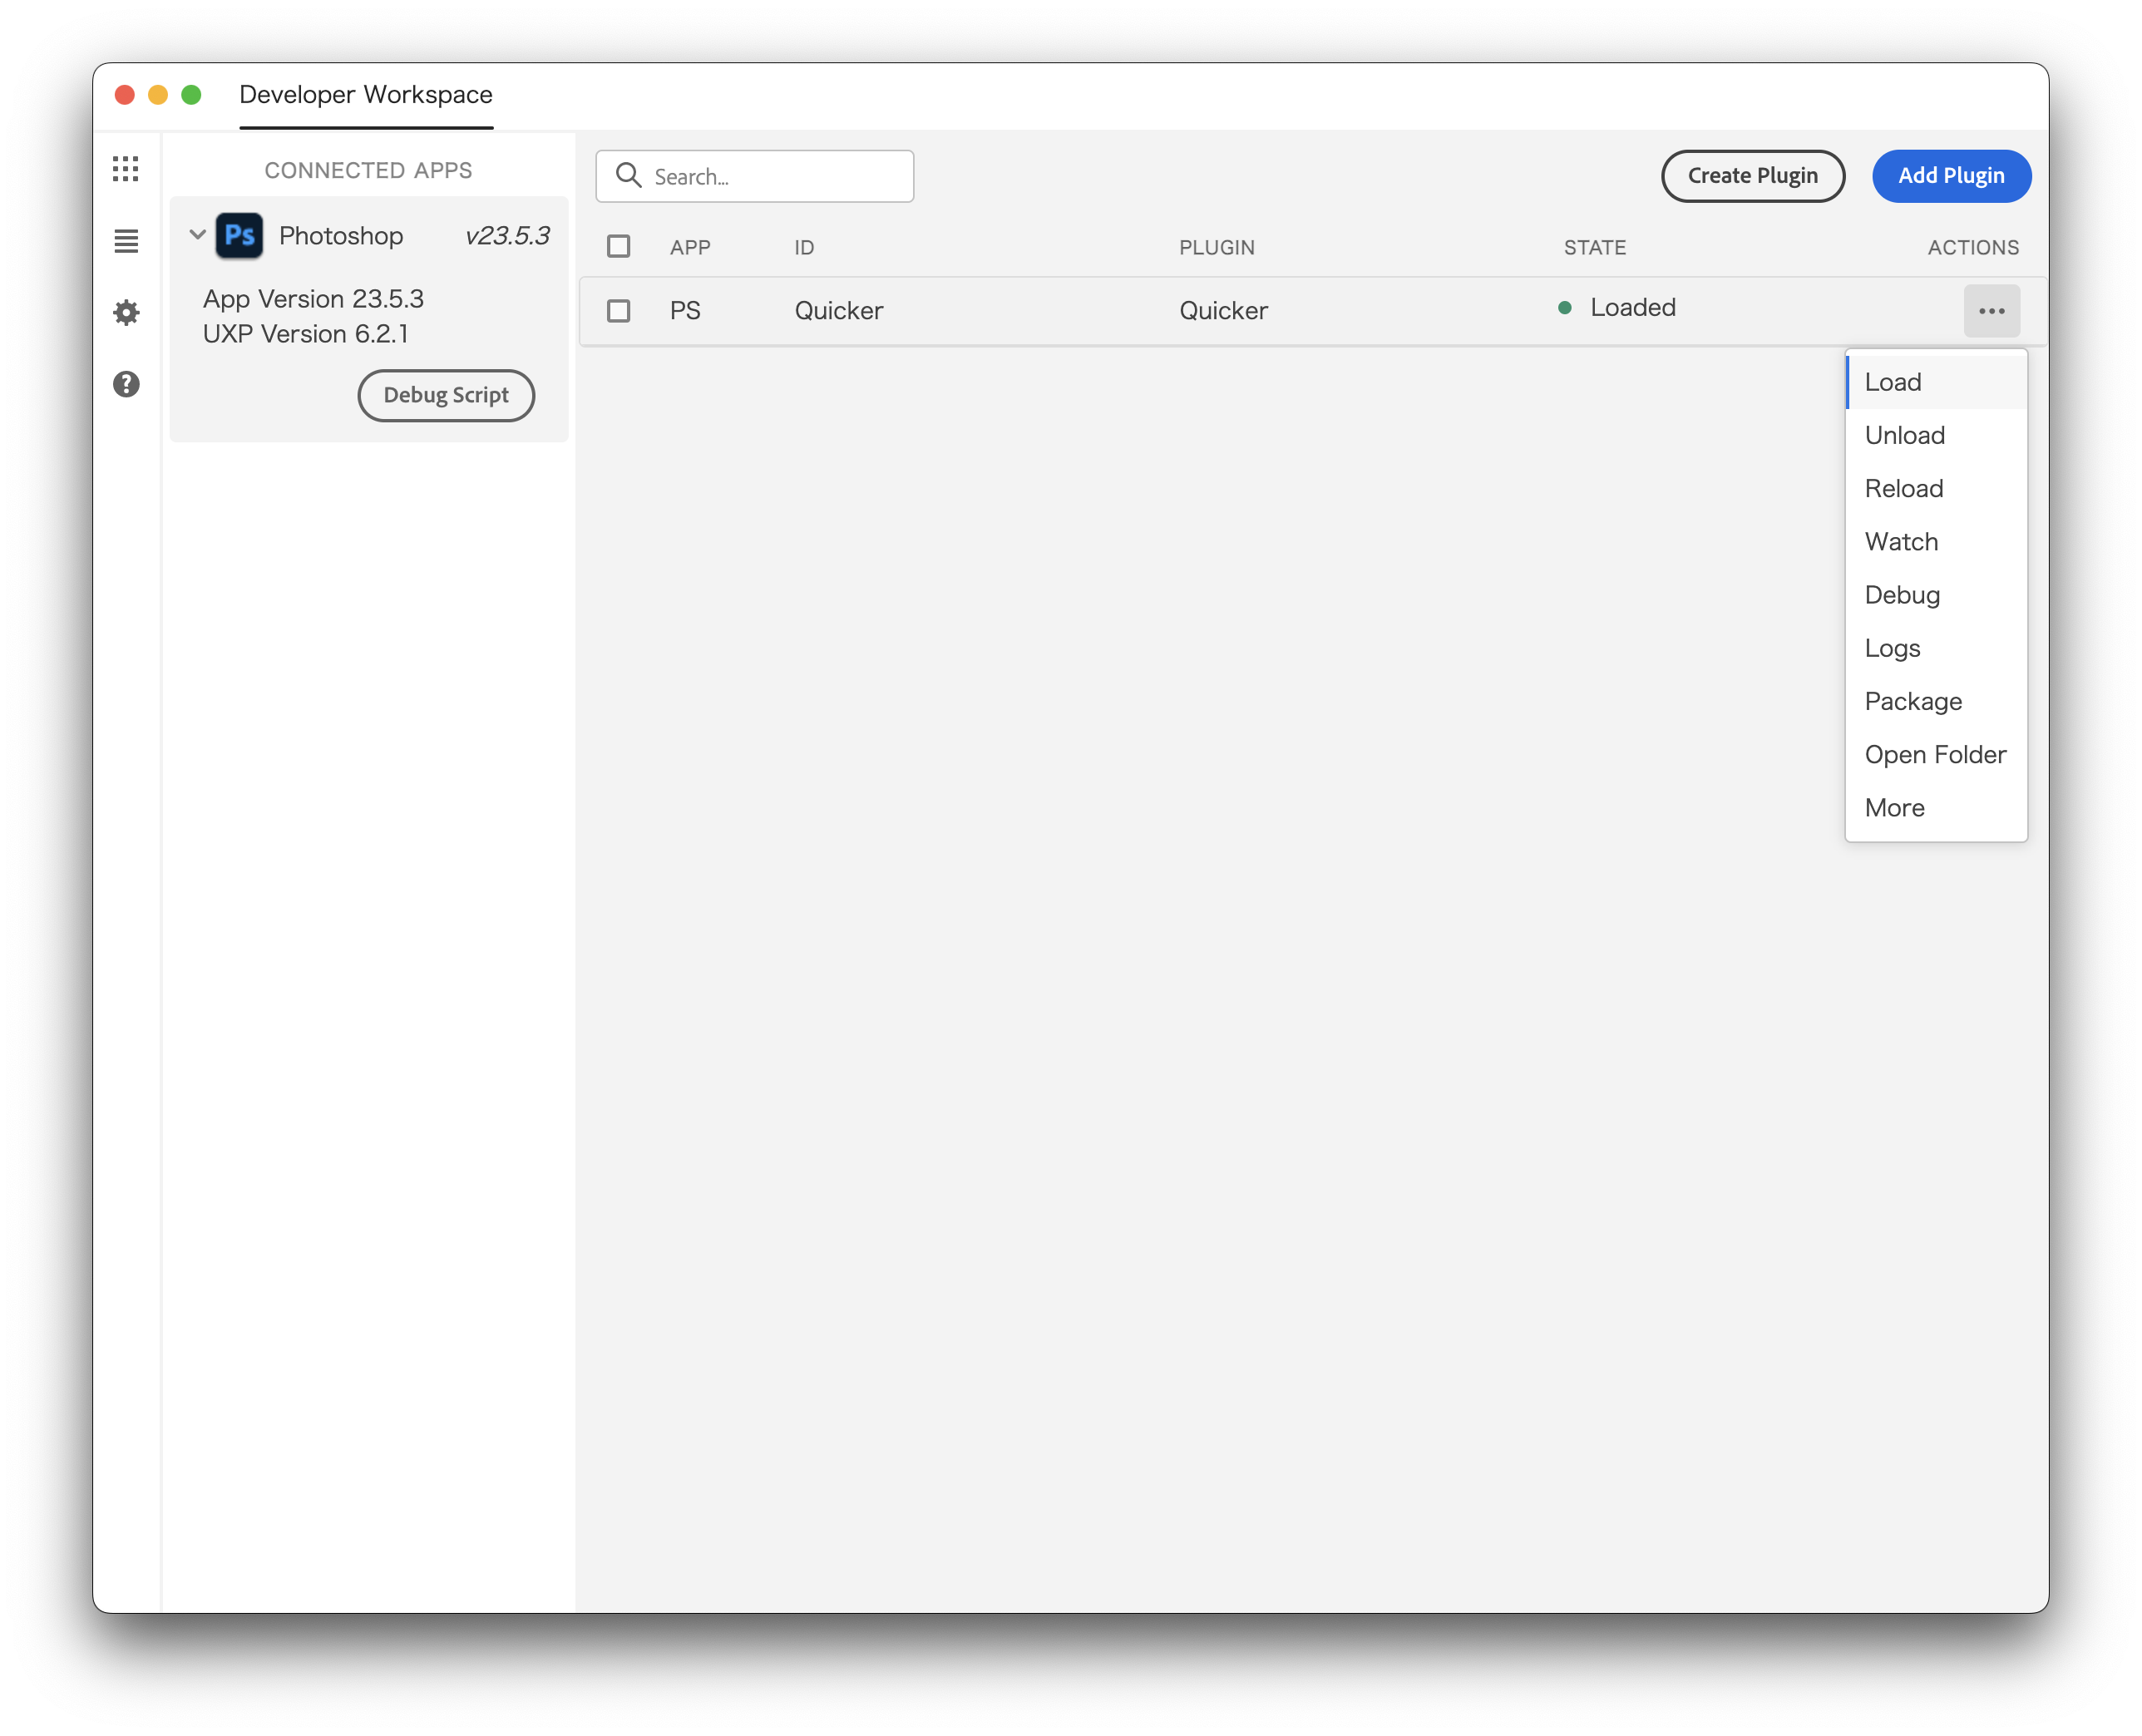 Developer Workspace
CONNECTED APPS
Ps Photoshop v23.5.3
App Version 23.5.3
UXP Version 6.2.1
Debug Script
Search...
Create Plugin
Add Plugin
APP ID PLUGIN STATE ACTIONS
PS Quicker Quicker Loaded
Load
Unload
Reload
Watch
Debug
Logs
Package
Open Folder
More